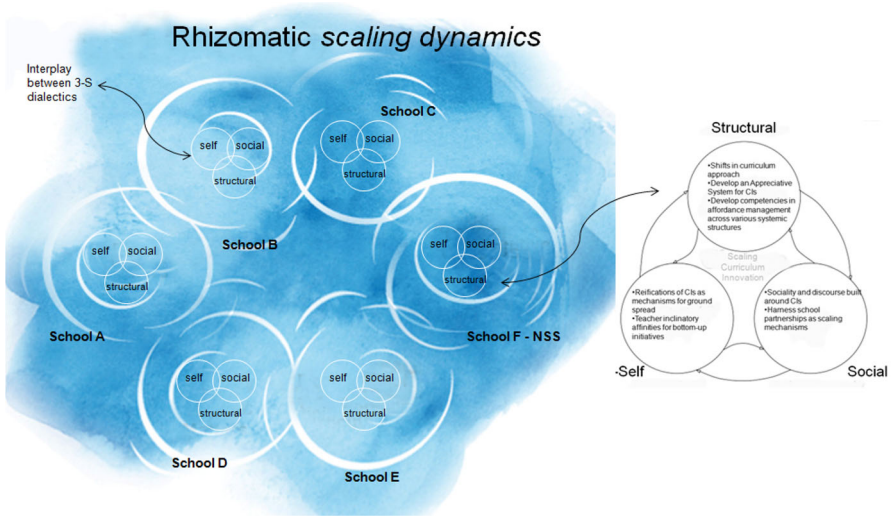 Rhizomatic scaling dynamics
Interplay
between 3-S
dialectics
School C
self
social
structural
self
social
structural
School B
self
social
structural
School A
self
social
structural
School F - NSS
self
social
structural
School D
self
social
structural
School E
Structural
•Shifts in curriculum
approach
•Develop an Appreciative
System for CIs
•Develop competencies in
affordance management
across various systemic
structures
Scaling
Curriculum
Innovation
•Reifications of CIs as
mechanisms for ground
spread
•Teacher inclinatory
affinities for bottom-up
initiatives
•Sociality and discourse built
around CIs
•Harness school
partnerships as scaling
mechanisms
-Self
Social